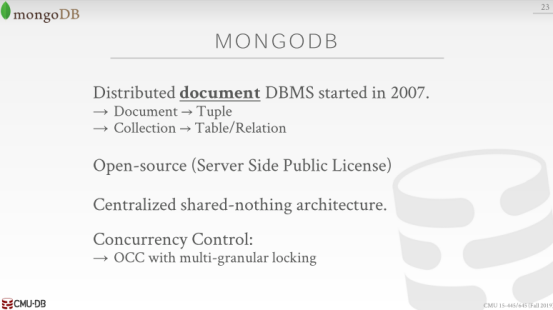 mongoDB
23
MONGODB
Distributed document DBMS started in 2007.
→ Document → Tuple
→ Collection → Table/Relation
Open-source (Server Side Public License)
Centralized shared-nothing architecture.
Concurrency Control:
→ OCC with multi-granular locking
CMU·DB
CMU 15-445/645 (Fall 2019)